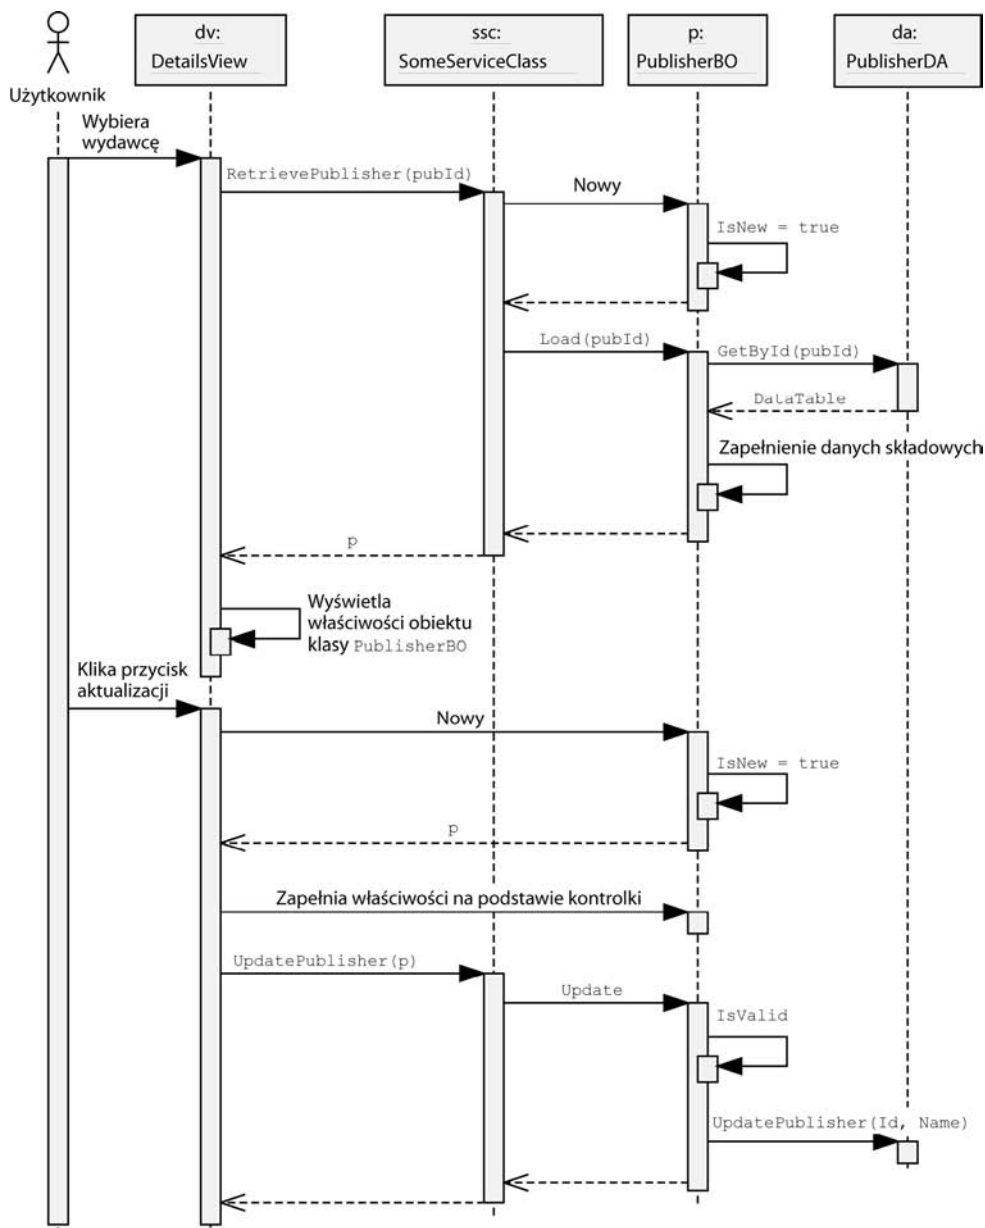 dv:
DetailsView
ssc:
SomeServiceClass
p:
PublisherBO
da:
PublisherDA
Użytkownik
Wybiera
wydawcę
RetrievePublisher(pubId)
Nowy
IsNew = true
Load(pubId)
GetById(pubId)
DataTable
Zapełnienie danych składowych
p
Wyświetla
właściwości obiektu
klasy PublisherBO
Klika przycisk
aktualizacji
Nowy
IsNew = true
p
Zapełnia właściwości na podstawie kontrolki
UpdatePublisher(p)
Update
IsValid
UpdatePublisher(Id, Name)